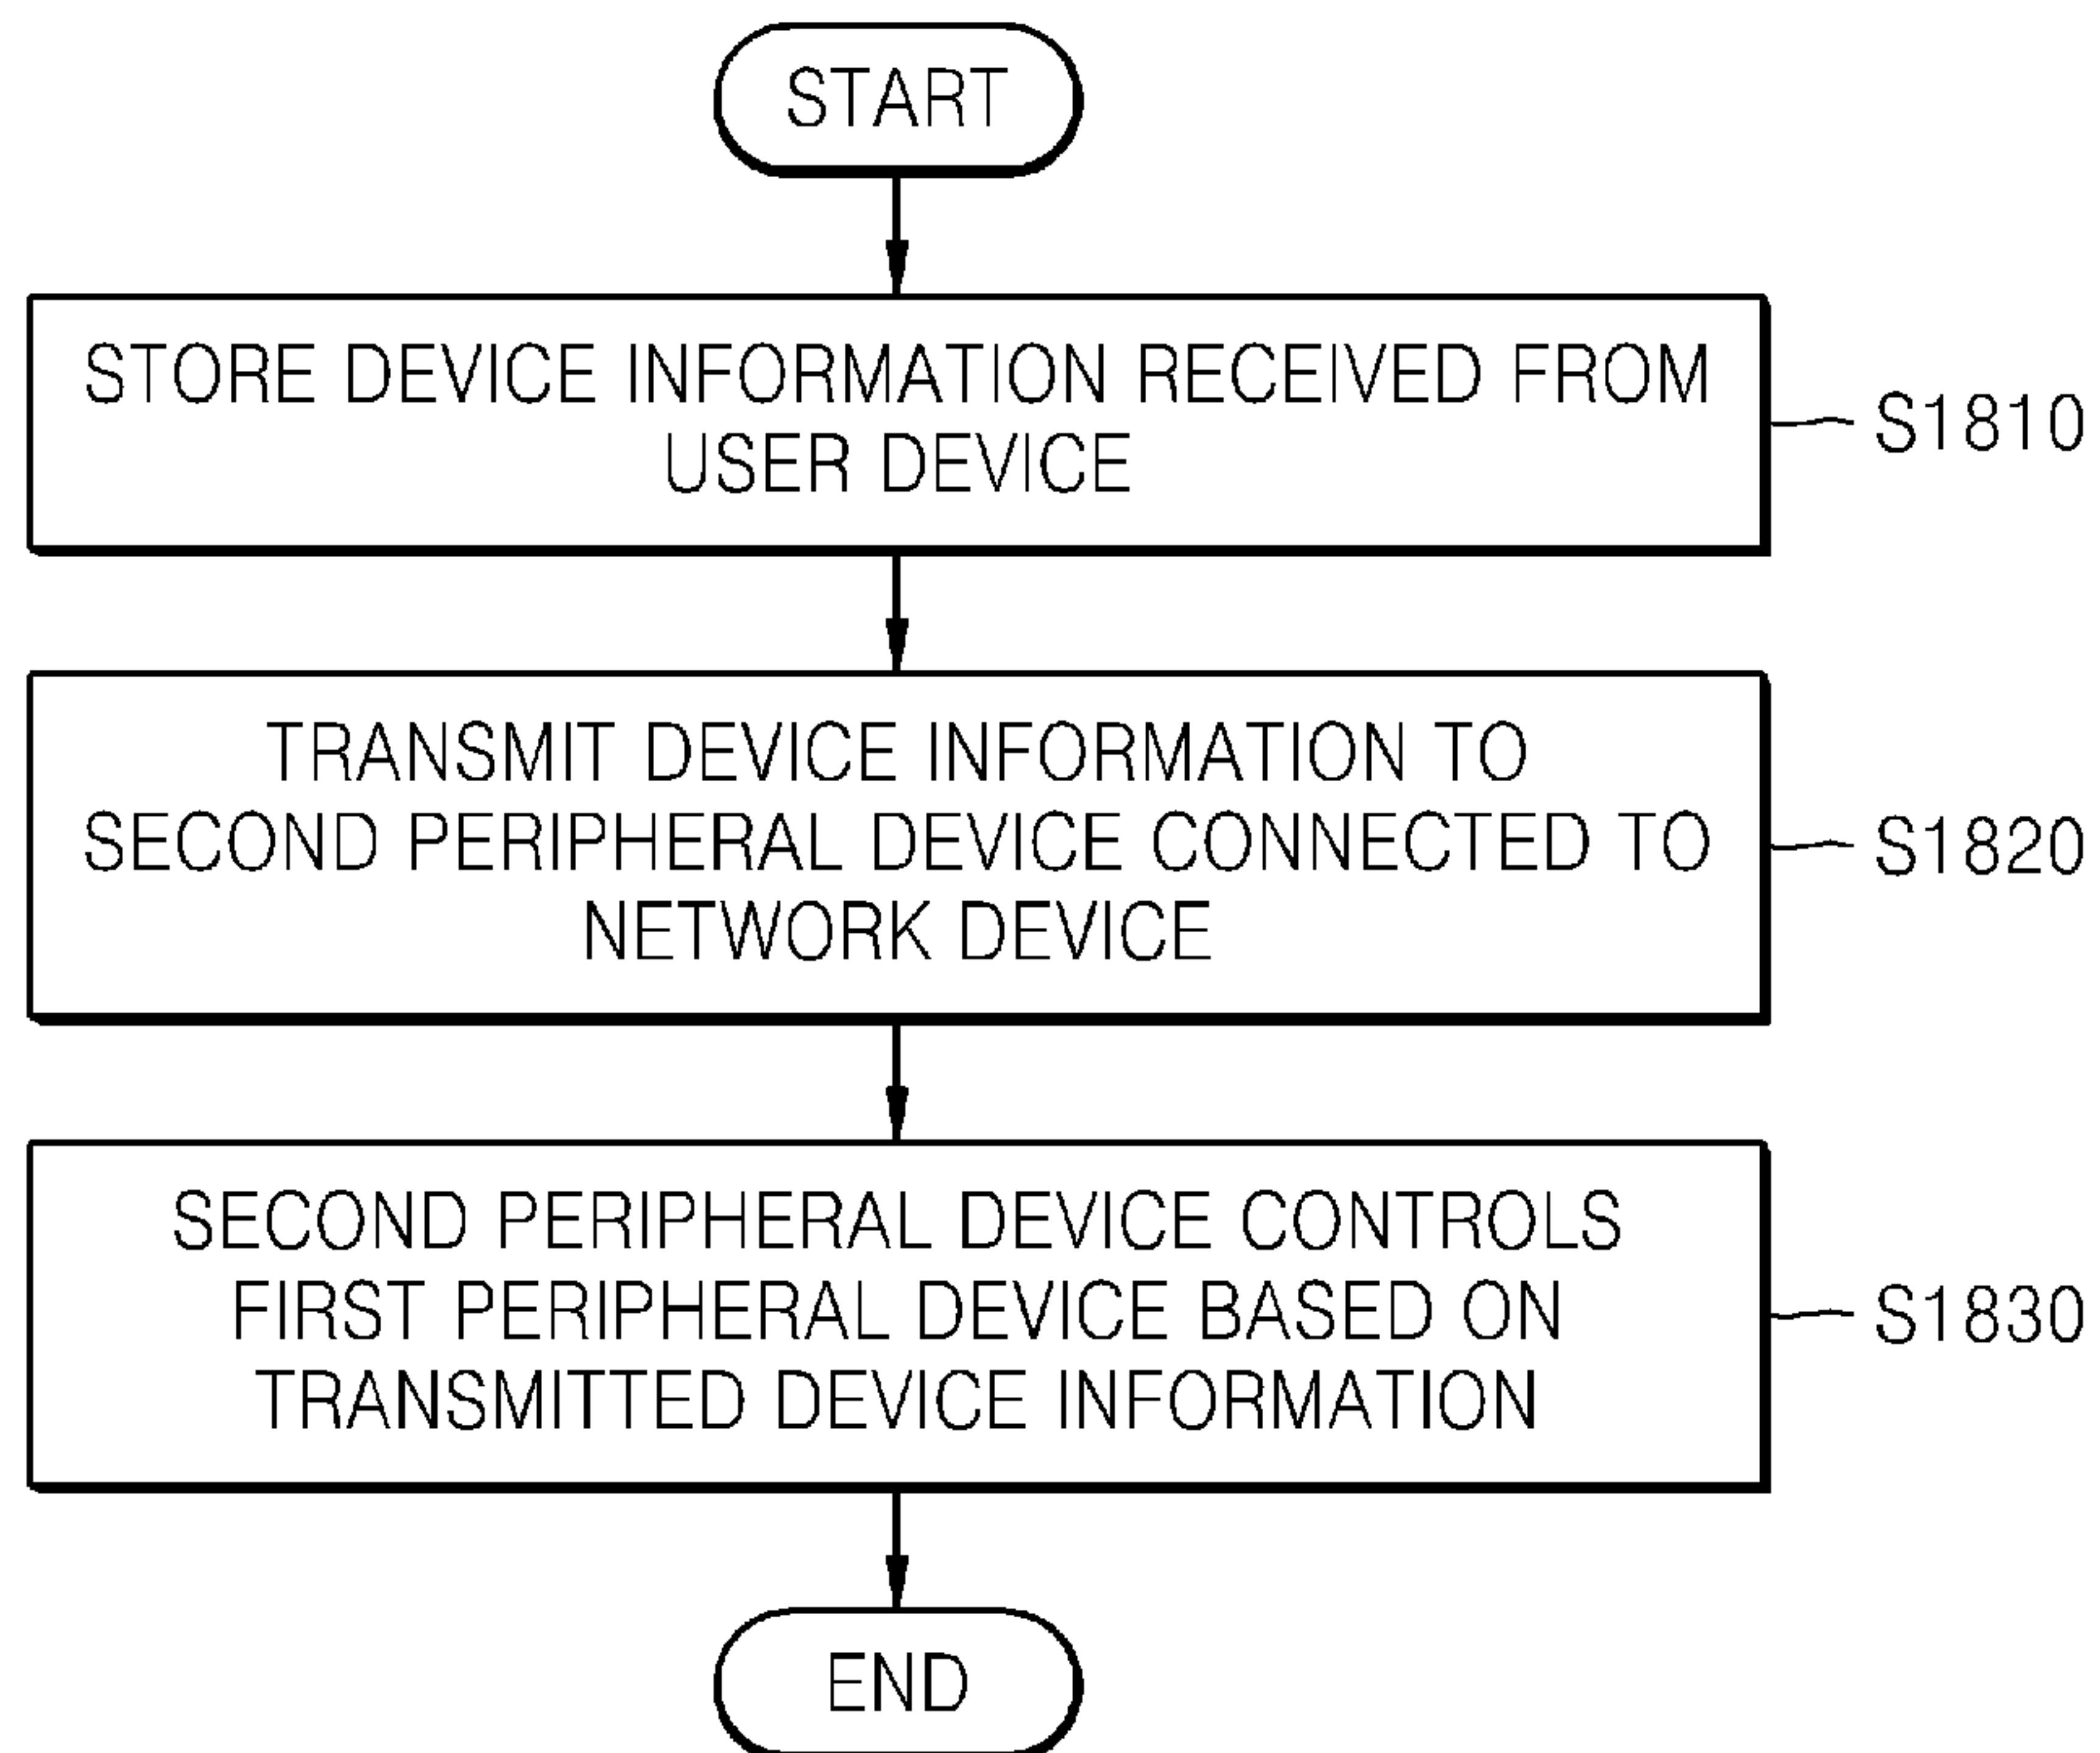 START
STORE DEVICE INFORMATION RECEIVED FROM
USER DEVICE
S1810
TRANSMIT DEVICE INFORMATION TO
SECOND PERIPHERAL DEVICE CONNECTED TO
NETWORK DEVICE
S1820
SECOND PERIPHERAL DEVICE CONTROLS
FIRST PERIPHERAL DEVICE BASED ON
TRANSMITTED DEVICE INFORMATION
S1830
END